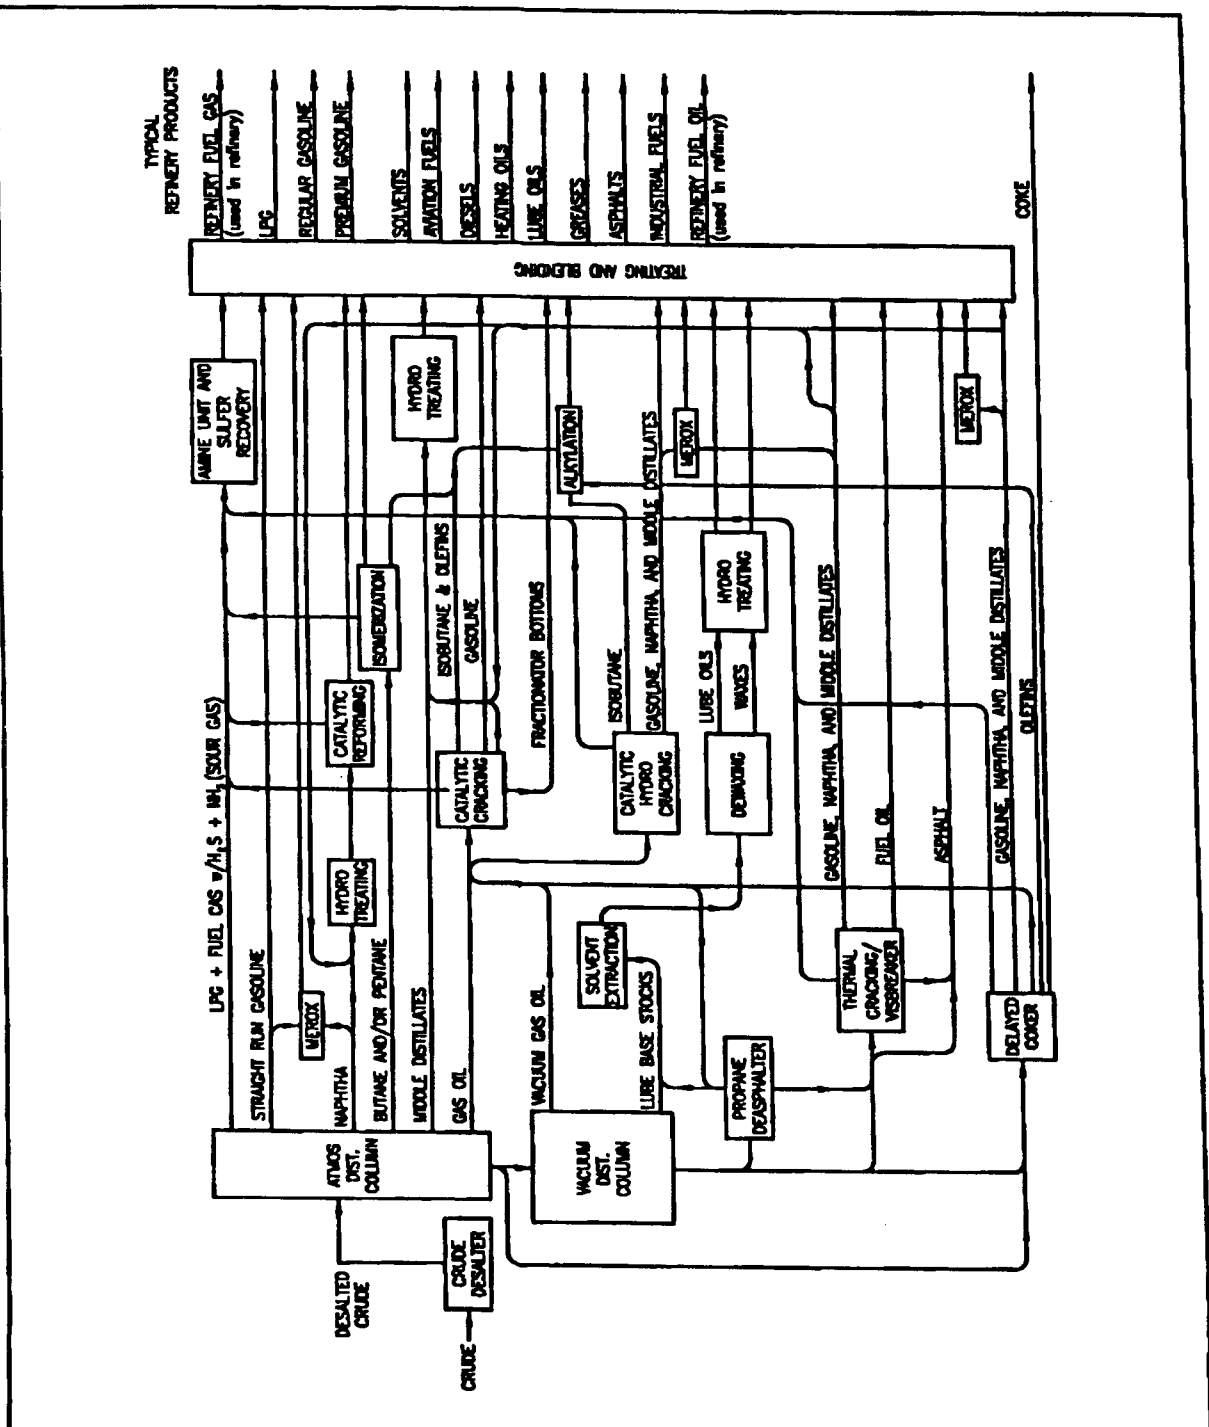 TYPICAL
REFINERY PRODUCTS
REFINERY FUEL GAS
(used in refinery)
LPG
REGULAR GASOLINE
PREMIUM GASOLINE
SOLVENTS
AVIATION FUELS
DIESELS
HEATING OILS
LUBE OILS
GREASES
ASPHALTS
INDUSTRIAL FUELS
REFINERY FUEL OIL
(used in refinery)
COKE
TREATING AND BLENDING
AMINE UNIT AND
SULFER
RECOVERY
HYDRO
TREATING
ALKYLATION
MEROX
MEROX
LPG + FUEL GAS w/H₂S + NH₃ (SOUR GAS)
ISOMERIZATION
CATALYTIC
REFORMING
HYDRO
TREATING
ISOBUTANE & OLEFINS
GASOLINE
FRACTIONATOR BOTTOMS
CATALYTIC
CRACKING
ISOBUTANE
GASOLINE, NAPHTHA, AND MIDDLE DISTILLATES
CATALYTIC
HYDRO
CRACKING
HYDRO
TREATING
LUBE OILS
WAXES
DEWAXING
GASOLINE, NAPHTHA, AND MIDDLE DISTILLATES
FUEL OIL
ASPHALT
GASOLINE, NAPHTHA, AND MIDDLE DISTILLATES
OLEFINS
STRAIGHT RUN GASOLINE
MEROX
NAPHTHA
BUTANE AND/OR PENTANE
MIDDLE DISTILLATES
GAS OIL
VACUUM GAS OIL
LUBE BASE STOCKS
SOLVENT
EXTRACTION
THERMAL
CRACKING/
VISBREAKER
DELAYED
COKER
PROPANE
DEASPHALTER
ATMOS
DIST.
COLUMN
VACUUM
DIST.
COLUMN
DESALTED
CRUDE
CRUDE
DESALTER
CRUDE